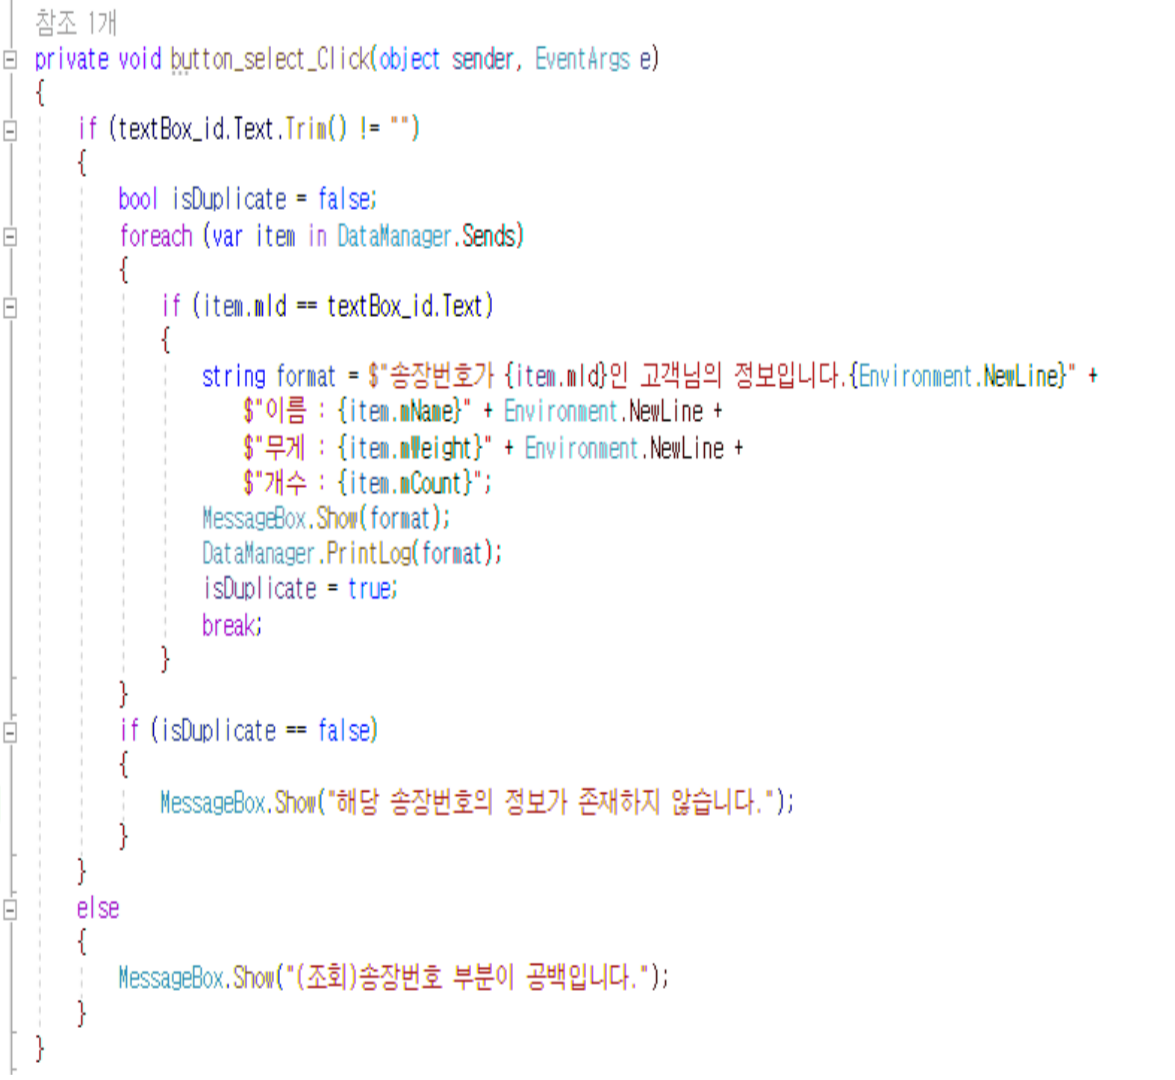 참조 1개
private void button_select_Click(object sender, EventArgs e)
{
if (textBox_id.Text.Trim() != "")
{
bool isDuplicate = false;
foreach (var item in DataManager.Sends)
{
if (item.mId == textBox_id.Text)
{
string format = $"송장번호가 {item.mId}인 고객님의 정보입니다.{Environment.NewLine}" +
$"이름 : {item.mName}" + Environment.NewLine +
$"무게 : {item.mWeight}" + Environment.NewLine +
$"개수 : {item.mCount}";
MessageBox.Show(format);
DataManager.PrintLog(format);
isDuplicate = true;
break;
}
}
if (isDuplicate == false)
{
MessageBox.Show("해당 송장번호의 정보가 존재하지 않습니다.");
}
}
else
{
MessageBox.Show("(조회)송장번호 부분이 공백입니다.");
}
}